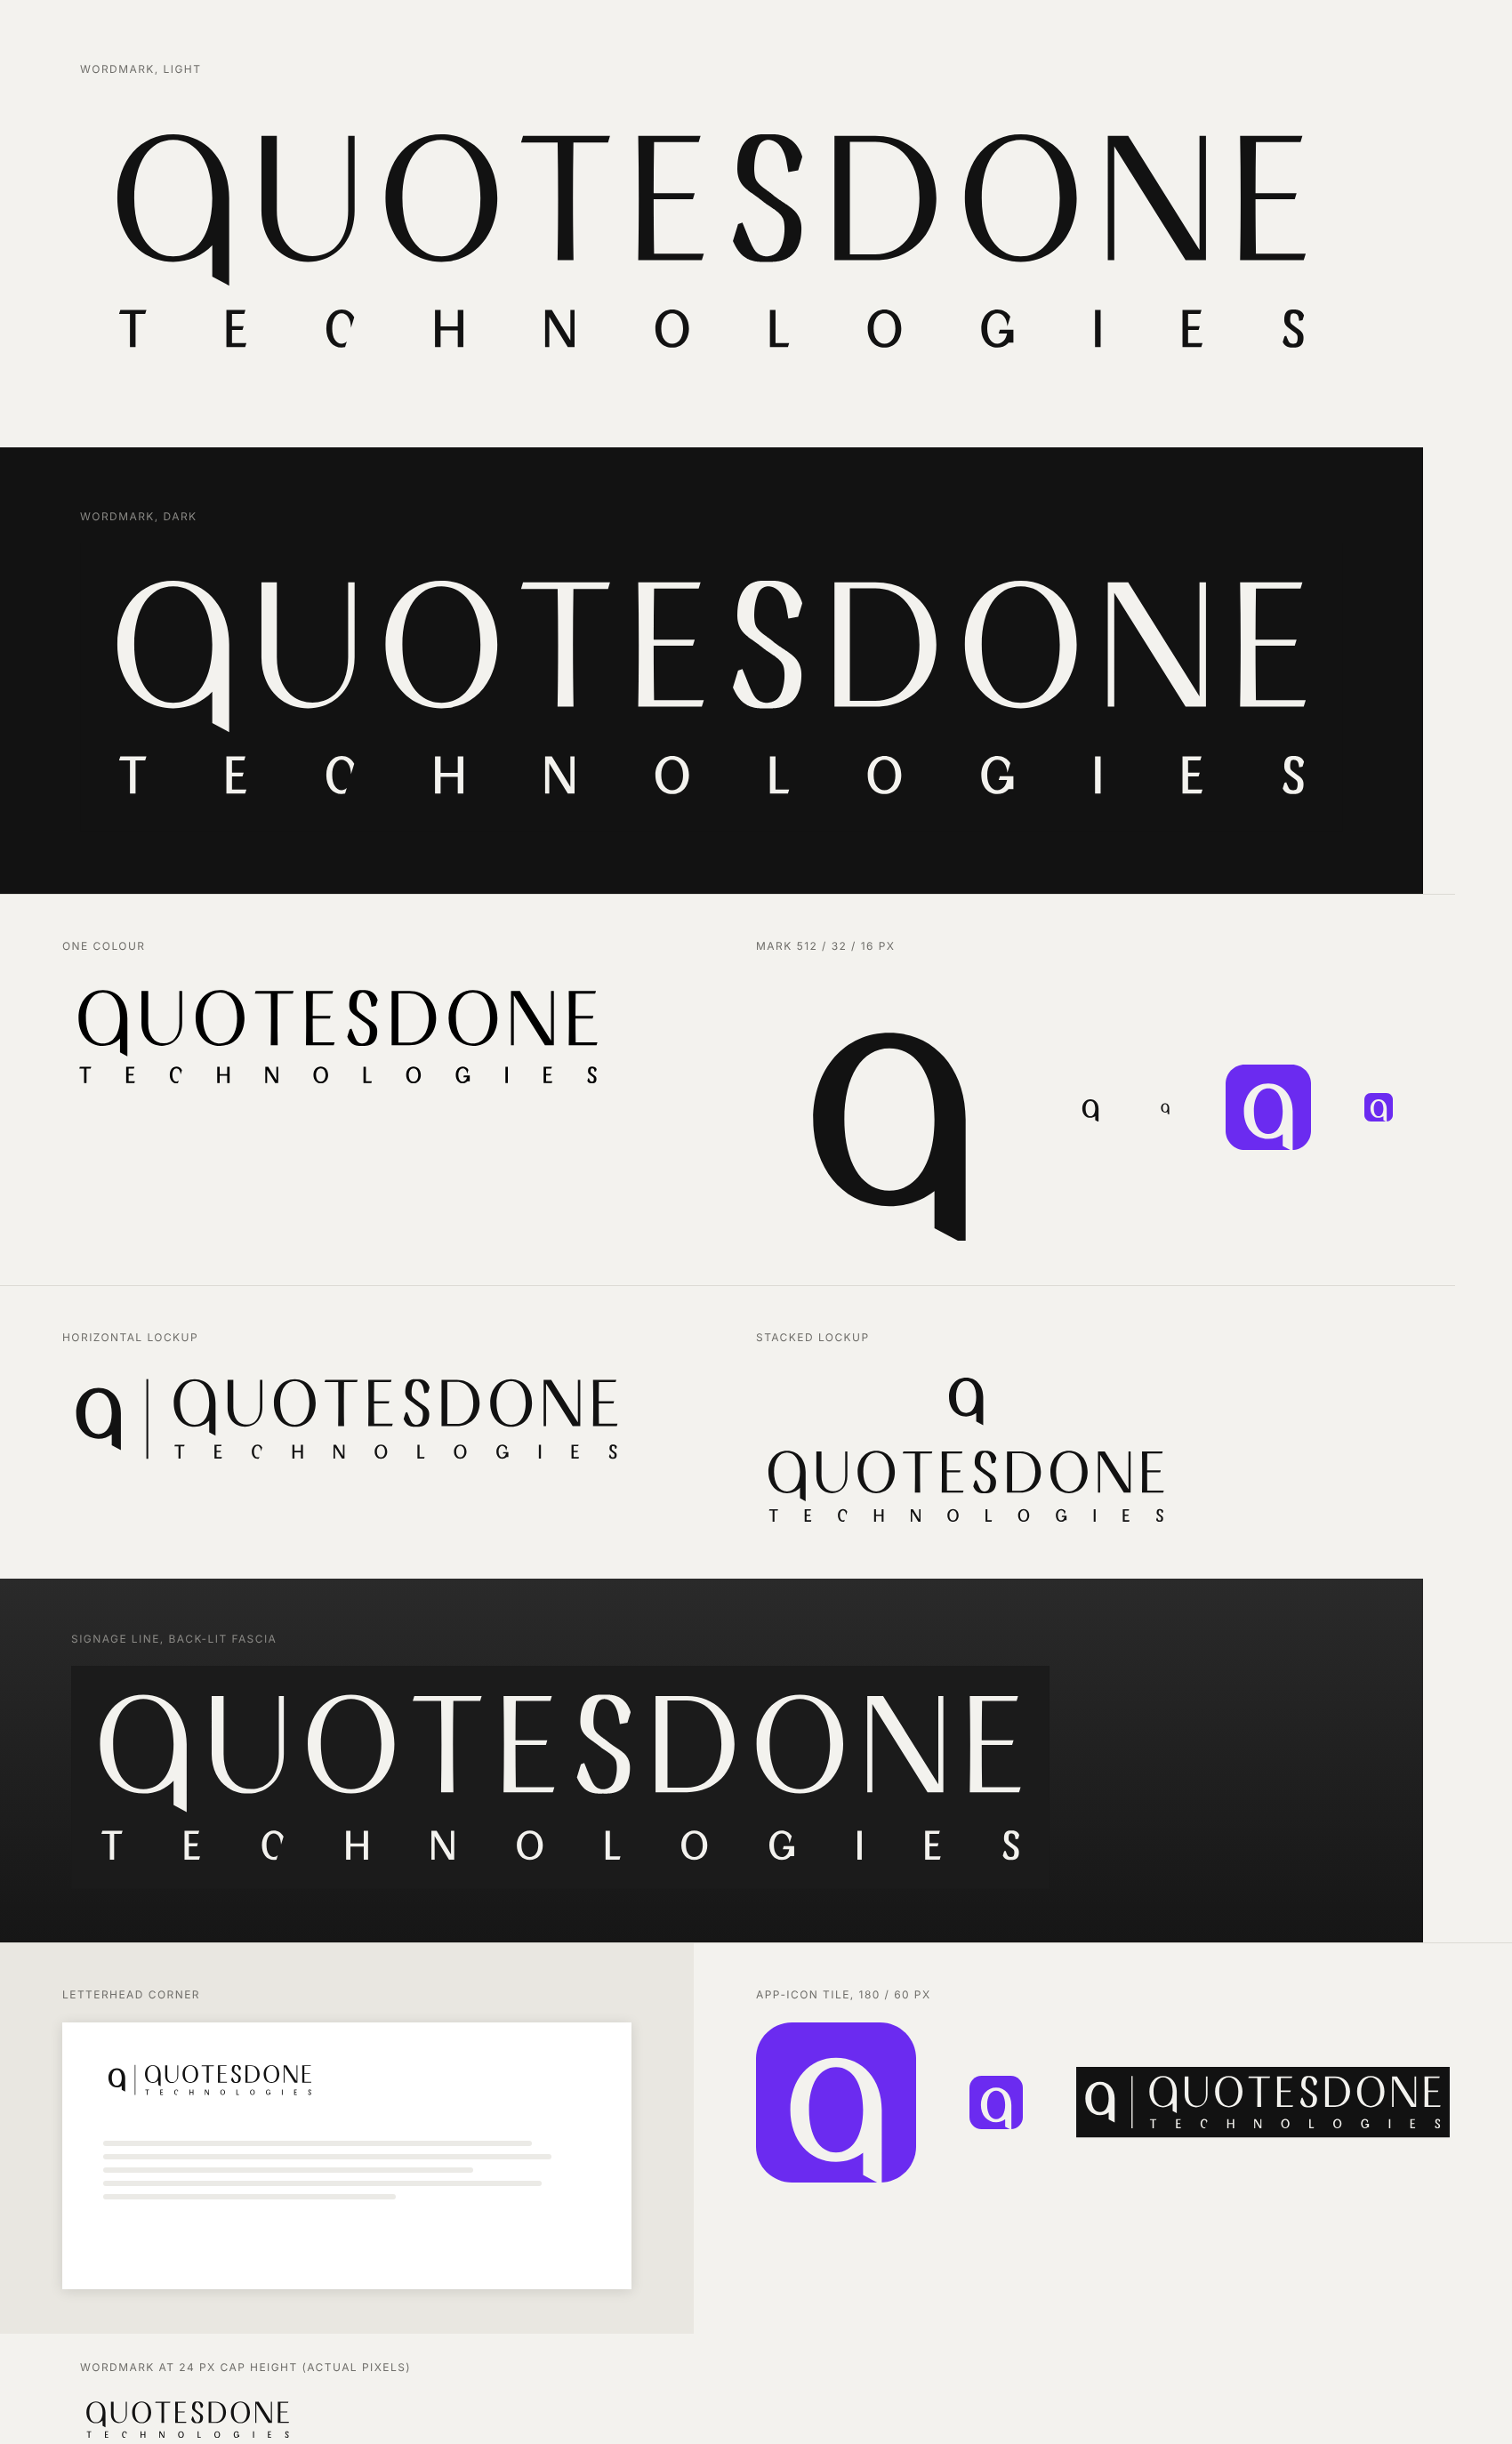 WORDMARK, LIGHT
qUOTESDONE
TECHNOLOGIES
WORDMARK, DARK
qUOTESDONE
TECHNOLOGIES
ONE COLOUR
qUOTESDONE
TECHNOLOGIES
MARK 512 / 32 / 16 PX
q q q q q
HORIZONTAL LOCKUP
q | qUOTESDONE
TECHNOLOGIES
STACKED LOCKUP
q
qUOTESDONE
TECHNOLOGIES
SIGNAGE LINE, BACK-LIT FASCIA
qUOTESDONE
TECHNOLOGIES
LETTERHEAD CORNER
q | qUOTESDONE
TECHNOLOGIES
APP-ICON TILE, 180 / 60 PX
q q q | qUOTESDONE
TECHNOLOGIES
WORDMARK AT 24 PX CAP HEIGHT (ACTUAL PIXELS)
qUOTESDONE
TECHNOLOGIES